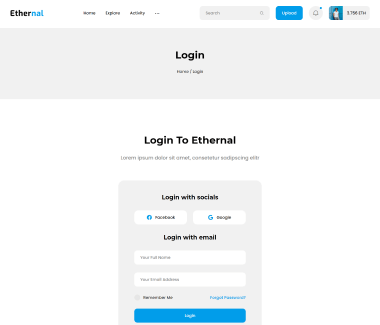 Ethernal
Home
Explore
Activity
Search
Upload
3.756 ETH
Login
Home / Login
Login To Ethernal
Lorem ipsum dolor sit amet, consetetur sadipscing elitr
Login with socials
Facebook
Google
Login with email
Your Full Name
Your Email Address
Remember Me
Forgot Password?
Login